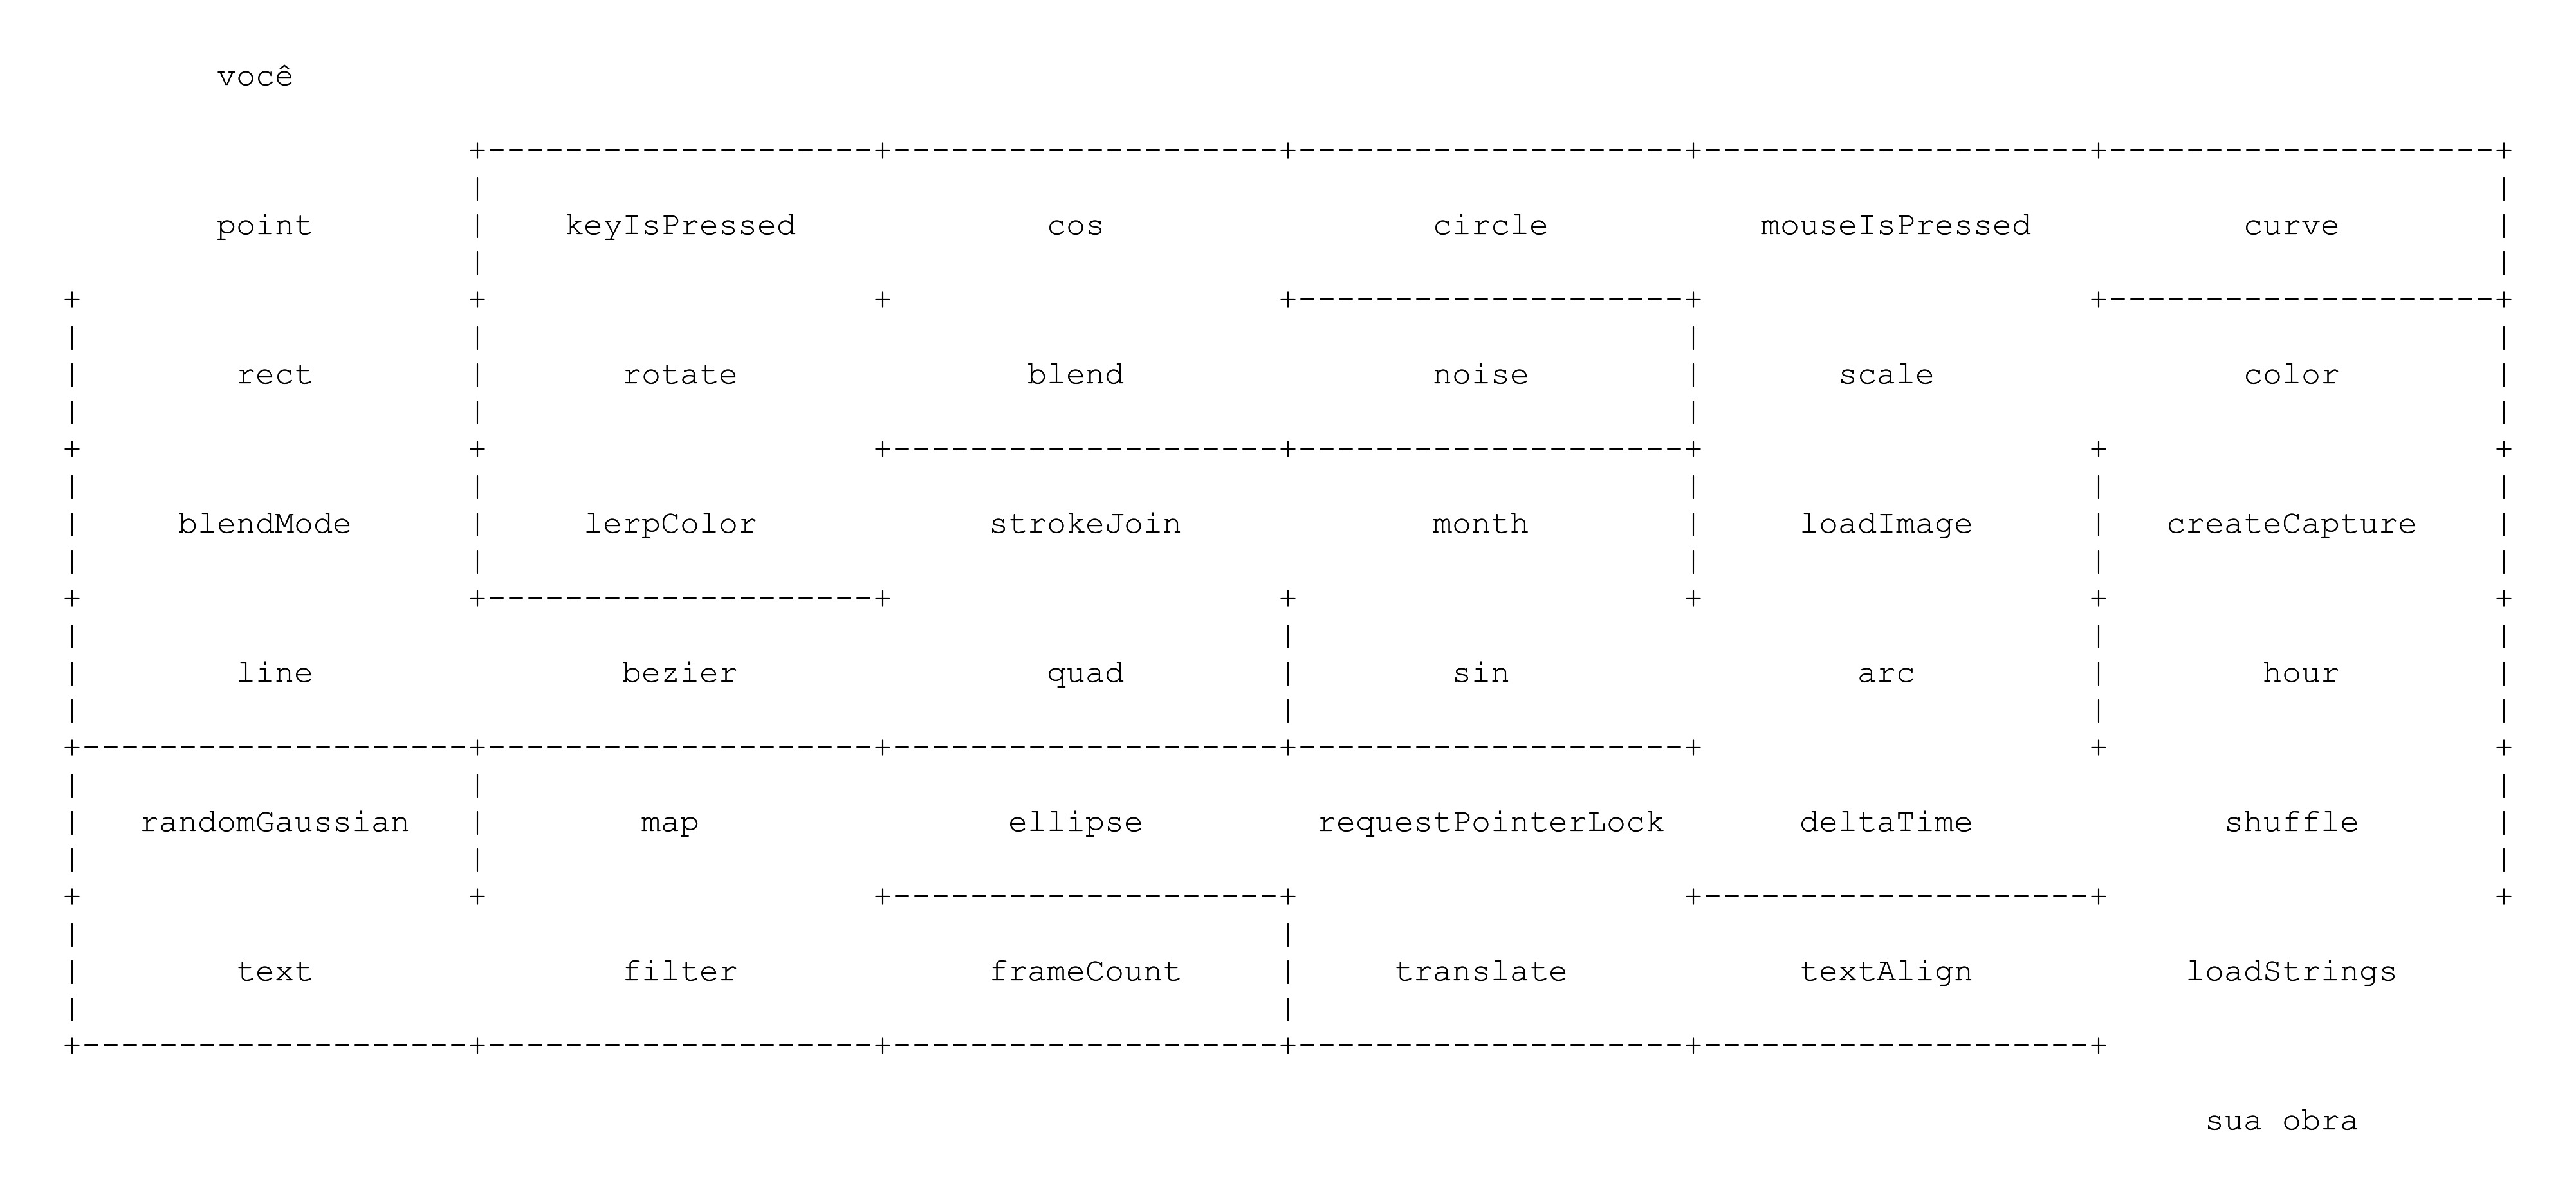 você
point keyIsPressed cos circle mouseIsPressed curve
rect rotate blend noise scale color
blendMode lerpColor strokeJoin month loadImage createCapture
line bezier quad sin arc hour
randomGaussian map ellipse requestPointerLock deltaTime shuffle
text filter frameCount translate textAlign loadStrings
sua obra